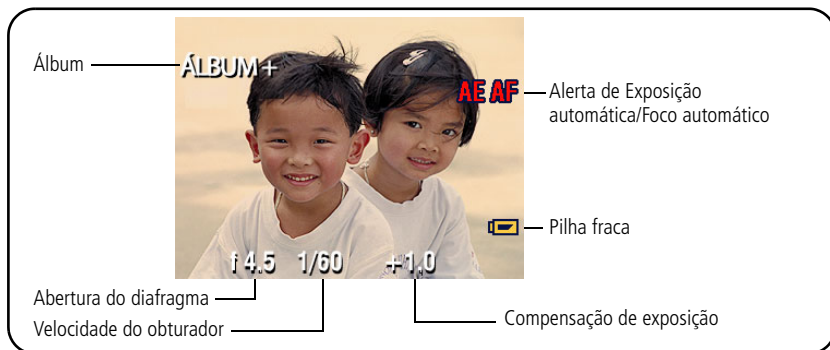 Álbum
ÁLBUM+
AE AF
Alerta de Exposição
automática/Foco automático
Pilha fraca
f 4.5 1/60 +1.0
Abertura do diafragma
Velocidade do obturador
Compensação de exposição